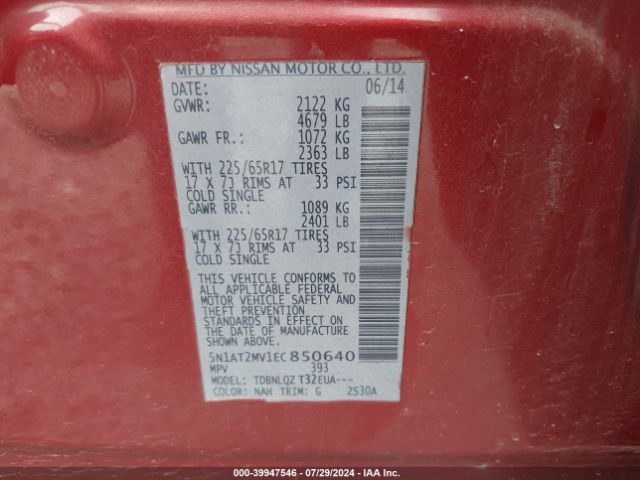 MFD BY NISSAN MOTOR CO., LTD.
DATE: 06/14
GVWR: 2122 KG
4679 LB
GAWR FR.: 1072 KG
2363 LB
WITH 225/65R17 TIRES
17 X 7J RIMS AT 33 PSI
COLD SINGLE
GAWR RR.: 1089 KG
2401 LB
WITH 225/65R17 TIRES
17 X 7J RIMS AT 33 PSI
COLD SINGLE
THIS VEHICLE CONFORMS TO
ALL APPLICABLE FEDERAL
MOTOR VEHICLE SAFETY AND
THEFT PREVENTION
STANDARDS IN EFFECT ON
THE DATE OF MANUFACTURE
SHOWN ABOVE.
5N1AT2MV1EC850640
MPV 393
MODEL: TDBNLQZ T32EUA---
COLOR: NAH TRIM: G ZS30A
000-39947546 | 07/29/2024 | IAA Inc.